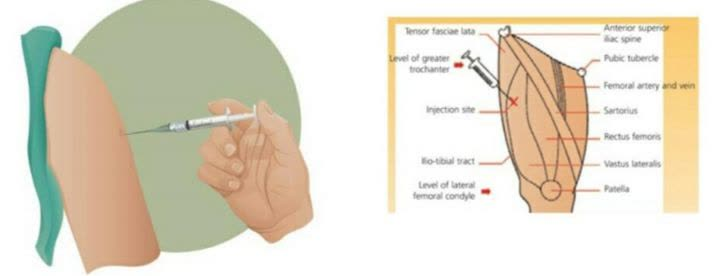 Tensor fasciae lata
Level of greater
trochanter
Injection site
Ilio-tibial tract
Level of lateral
femoral condyle
Anterior superior
iliac spine
Pubic tubercle
Femoral artery and vein
Sartorius
Rectus femoris
Vastus lateralis
Patella